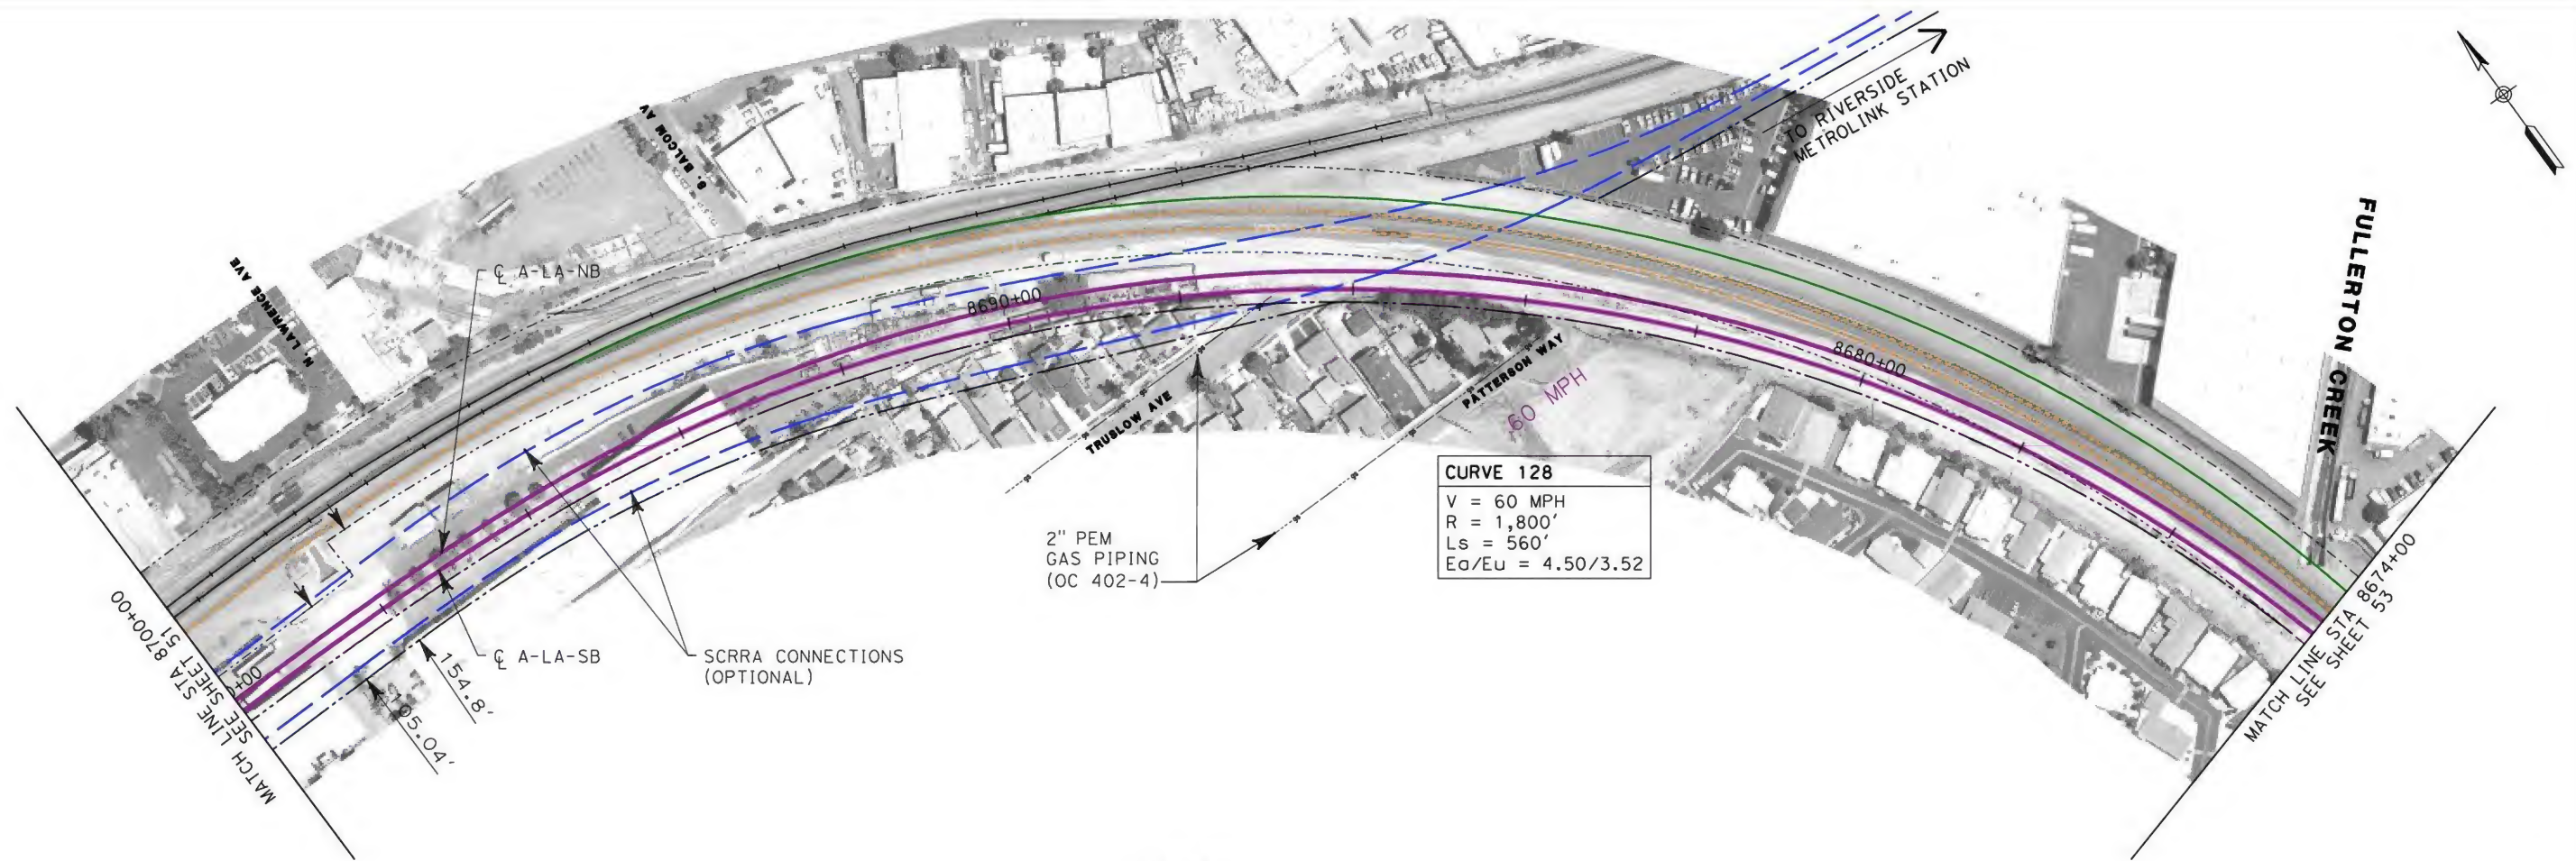 TO RIVERSIDE
METROLINK STATION
S. BALCOM AV
N. LAWRENCE AVE
FULLERTON CREEK
℄ A-LA-NB
8690+00
8680+00
TRUSLOW AVE
PATTERSON WAY
60 MPH
CURVE 128
V = 60 MPH
R = 1,800'
Ls = 560'
Ea/Eu = 4.50/3.52
2" PEM
GAS PIPING
(OC 402-4)
℄ A-LA-SB
SCRRA CONNECTIONS
(OPTIONAL)
154.8'
105.04'
0+00
MATCH LINE STA 8700+00
SEE SHEET 51
MATCH LINE STA 8674+00
SEE SHEET 53